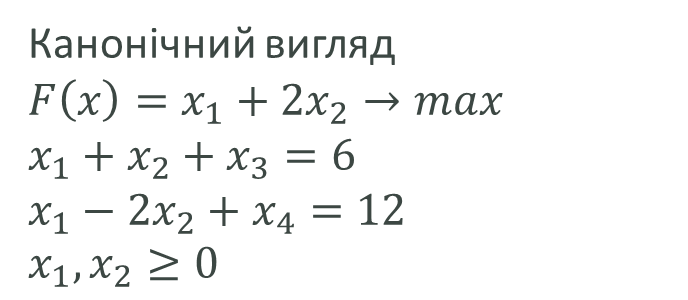 Канонічний вигляд
F(x) = x₁ + 2x₂ → max
x₁ + x₂ + x₃ = 6
x₁ − 2x₂ + x₄ = 12
x₁, x₂ ≥ 0